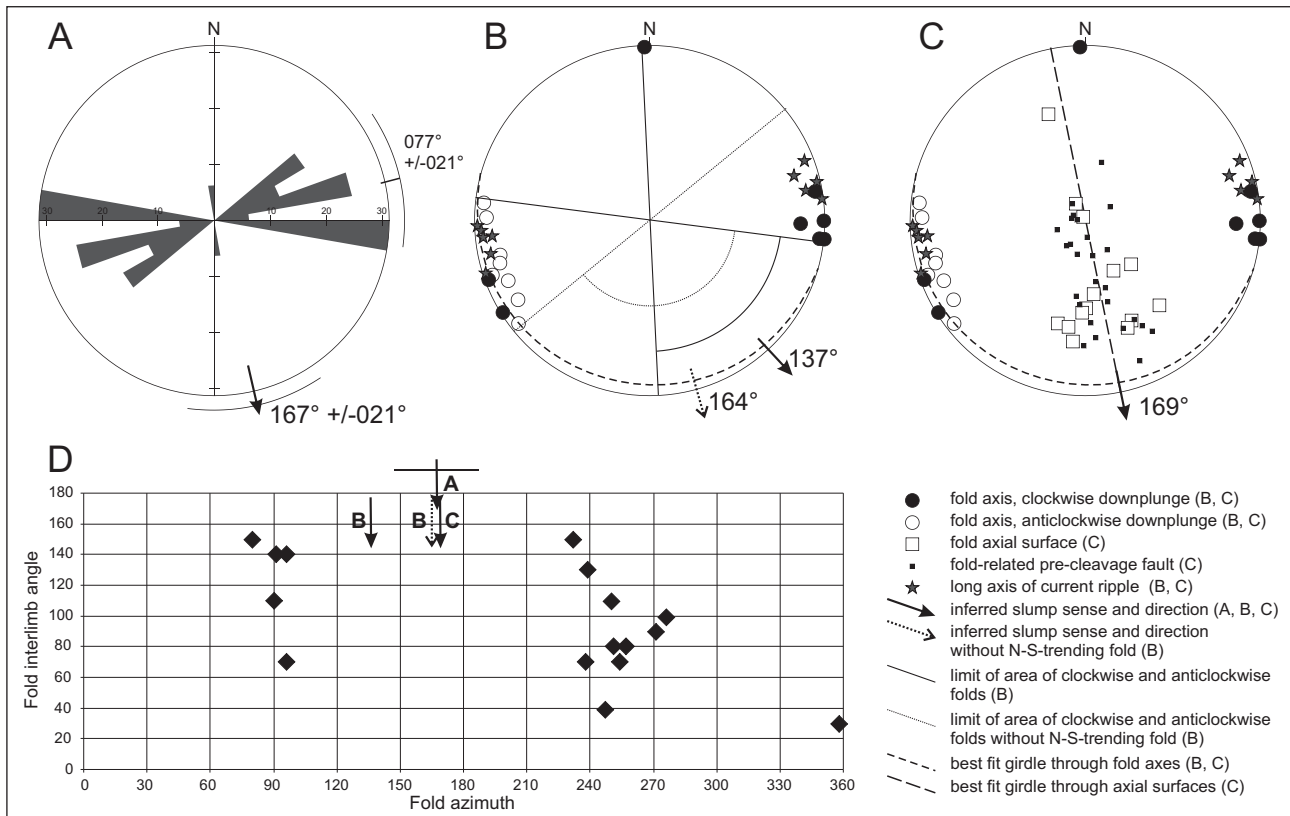 A
N
30
20
10
10
20
31
077°
+/-021°
167° +/-021°
B
N
137°
164°
C
N
169°
D
Fold interlimb angle
180
160
140
120
100
80
60
40
20
0
B
B
A
C
0 30 60 90 120 150 180 210 240 270 300 330 360
Fold azimuth
fold axis, clockwise downplunge (B, C)
fold axis, anticlockwise downplunge (B, C)
fold axial surface (C)
fold-related pre-cleavage fault (C)
long axis of current ripple (B, C)
inferred slump sense and direction (A, B, C)
inferred slump sense and direction
without N-S-trending fold (B)
limit of area of clockwise and anticlockwise
folds (B)
limit of area of clockwise and anticlockwise
folds without N-S-trending fold (B)
best fit girdle through fold axes (B, C)
best fit girdle through axial surfaces (C)